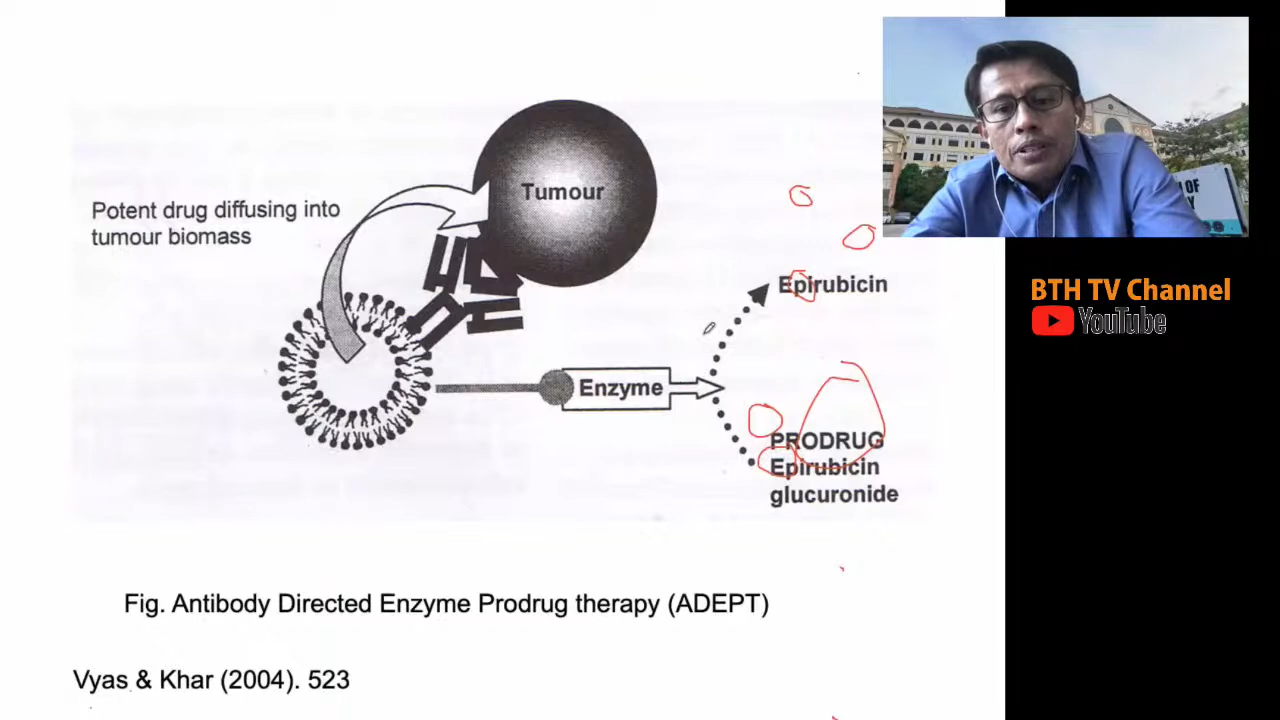 Tumour
Potent drug diffusing into
tumour biomass
Epirubicin
Enzyme
PRODRUG
Epirubicin
glucuronide
Fig. Antibody Directed Enzyme Prodrug therapy (ADEPT)
Vyas & Khar (2004). 523
OF
BTH TV Channel
YouTube